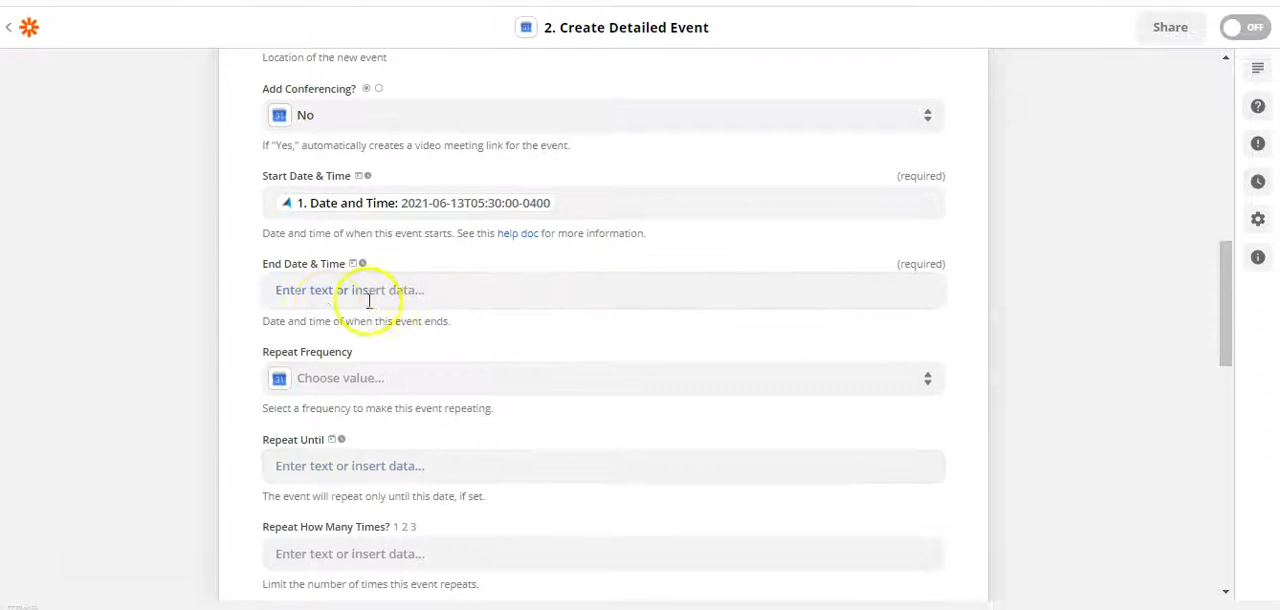 2. Create Detailed Event
Share
OFF
Location of the new event
Add Conferencing?
31 No
If "Yes," automatically creates a video meeting link for the event.
Start Date & Time (required)
1. Date and Time: 2021-06-13T05:30:00-0400
Date and time of when this event starts. See this help doc for more information.
End Date & Time (required)
Enter text or insert data...
Date and time of when this event ends.
Repeat Frequency
31 Choose value...
Select a frequency to make this event repeating.
Repeat Until
Enter text or insert data...
The event will repeat only until this date, if set.
Repeat How Many Times? 1 2 3
Enter text or insert data...
Limit the number of times this event repeats.